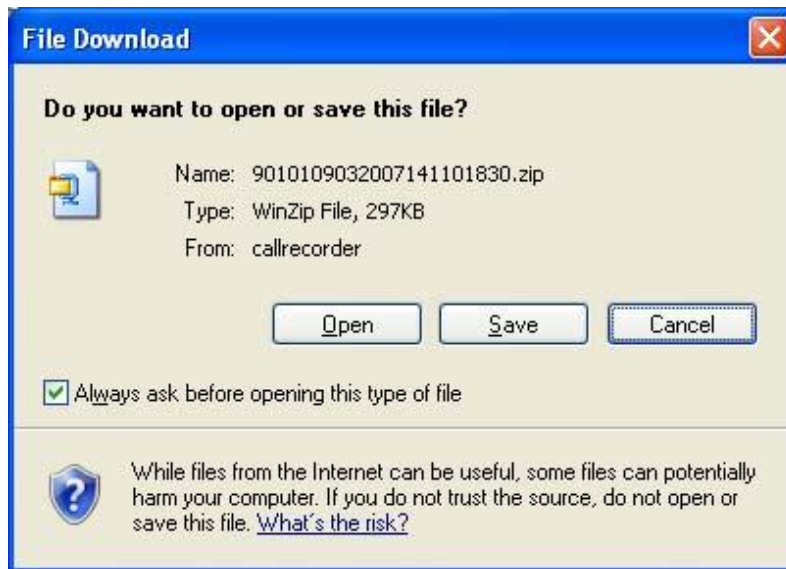 File Download
Do you want to open or save this file?
Name: 9010109032007141101830.zip
Type: WinZip File, 297KB
From: callrecorder
Open Save Cancel
Always ask before opening this type of file
While files from the Internet can be useful, some files can potentially
harm your computer. If you do not trust the source, do not open or
save this file. What's the risk?